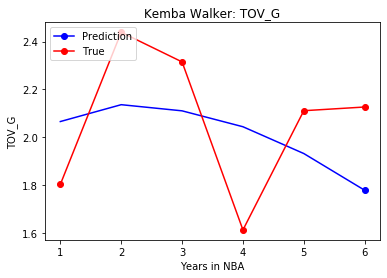 Kemba Walker: TOV_G
Prediction
True
2.4
2.2
2.0
1.8
1.6
TOV_G
1 2 3 4 5 6
Years in NBA